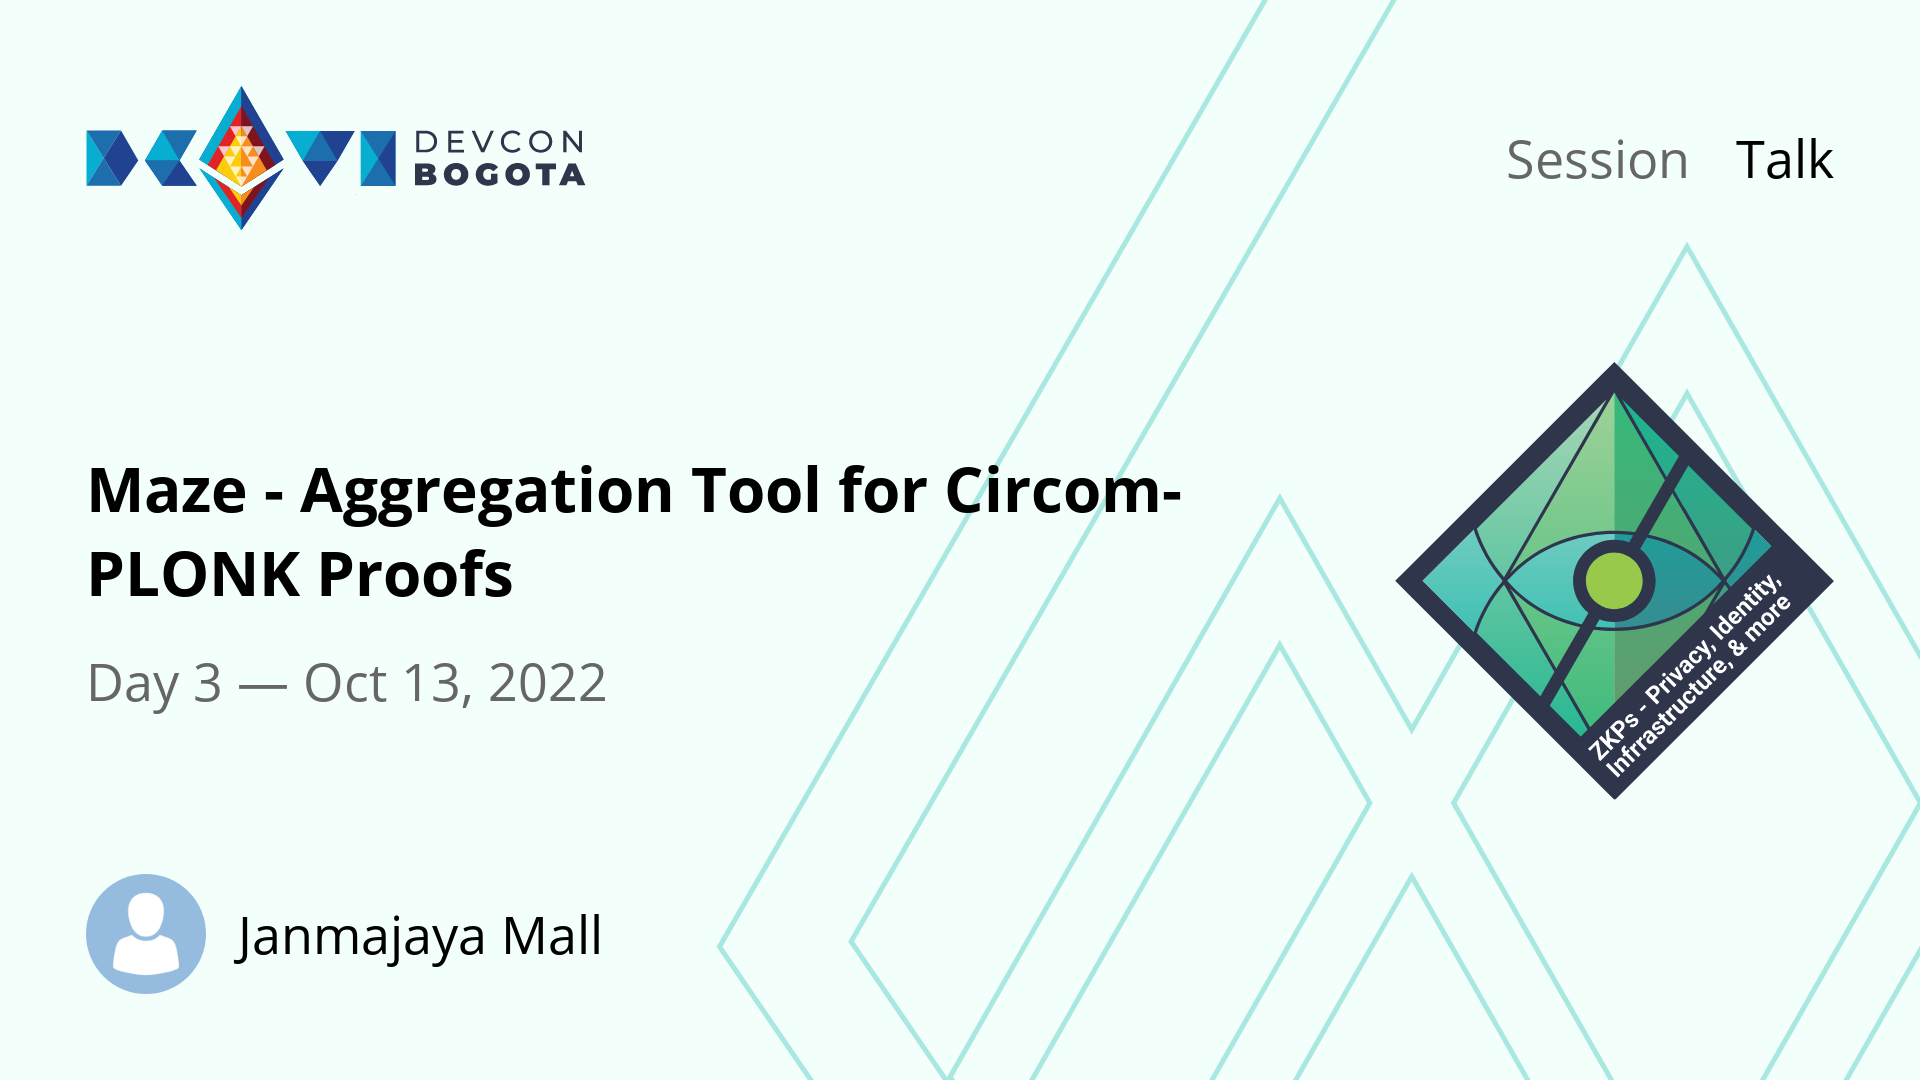 DEVCON
BOGOTA
Session Talk
Maze - Aggregation Tool for Circom-
PLONK Proofs
Day 3 — Oct 13, 2022
ZKPs - Privacy, Identity,
Infrrastructure, & more
Janmajaya Mall